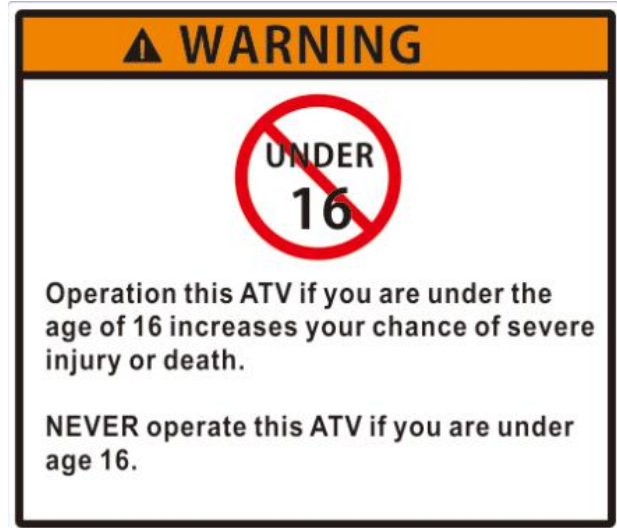 WARNING
UNDER
16
Operation this ATV if you are under the
age of 16 increases your chance of severe
injury or death.
NEVER operate this ATV if you are under
age 16.